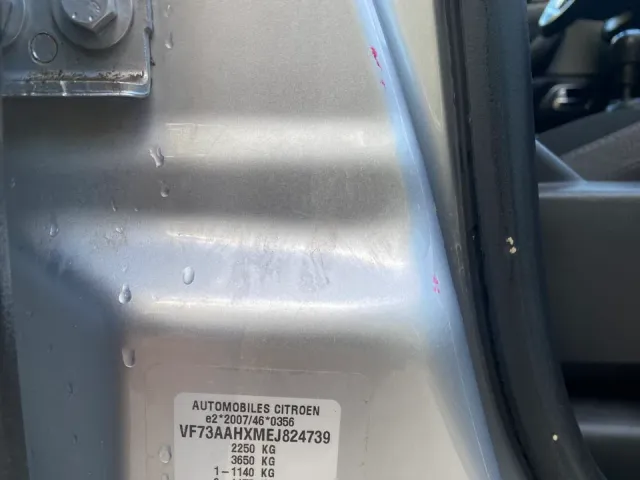 AUTOMOBILES CITROEN
e2*2007/46*0356
VF73AAHXMEJ824739
2250 KG
3650 KG
1-1140 KG